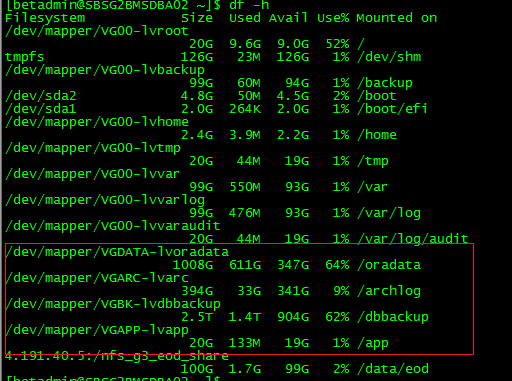 [betadmin@SBSG2BMSDBA02 ~]$ df -h
Filesystem Size Used Avail Use% Mounted on
/dev/mapper/VG00-lvroot
20G 9.6G 9.0G 52% /
tmpfs 126G 23M 126G 1% /dev/shm
/dev/mapper/VG00-lvbackup
99G 60M 94G 1% /backup
/dev/sda2 4.8G 50M 4.5G 2% /boot
/dev/sda1 2.0G 264K 2.0G 1% /boot/efi
/dev/mapper/VG00-lvhome
2.4G 3.9M 2.2G 1% /home
/dev/mapper/VG00-lvtmp
20G 44M 19G 1% /tmp
/dev/mapper/VG00-lvvar
99G 550M 93G 1% /var
/dev/mapper/VG00-lvvarlog
99G 476M 93G 1% /var/log
/dev/mapper/VG00-lvvaraudit
20G 44M 19G 1% /var/log/audit
/dev/mapper/VGDATA-lvoradata
1008G 611G 347G 64% /oradata
/dev/mapper/VGARC-lvarc
394G 33G 341G 9% /archlog
/dev/mapper/VGBK-lvdbbackup
2.5T 1.4T 904G 62% /dbbackup
/dev/mapper/VGAPP-lvapp
20G 133M 19G 1% /app
4.191.40.5:/nfs_g3_eod_share
100G 1.7G 99G 2% /data/eod
[betadmin@SBSG2BMSDBA02 ~]$